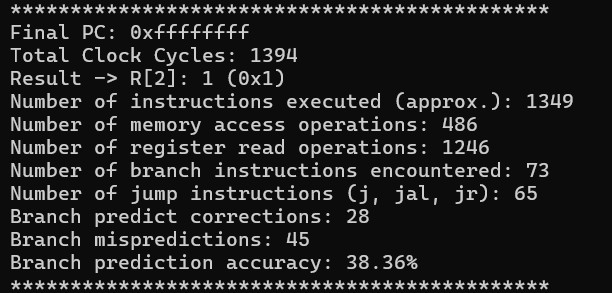 *********************************************
Final PC: 0xffffffff
Total Clock Cycles: 1394
Result -> R[2]: 1 (0x1)
Number of instructions executed (approx.): 1349
Number of memory access operations: 486
Number of register read operations: 1246
Number of branch instructions encountered: 73
Number of jump instructions (j, jal, jr): 65
Branch predict corrections: 28
Branch mispredictions: 45
Branch prediction accuracy: 38.36%
*********************************************